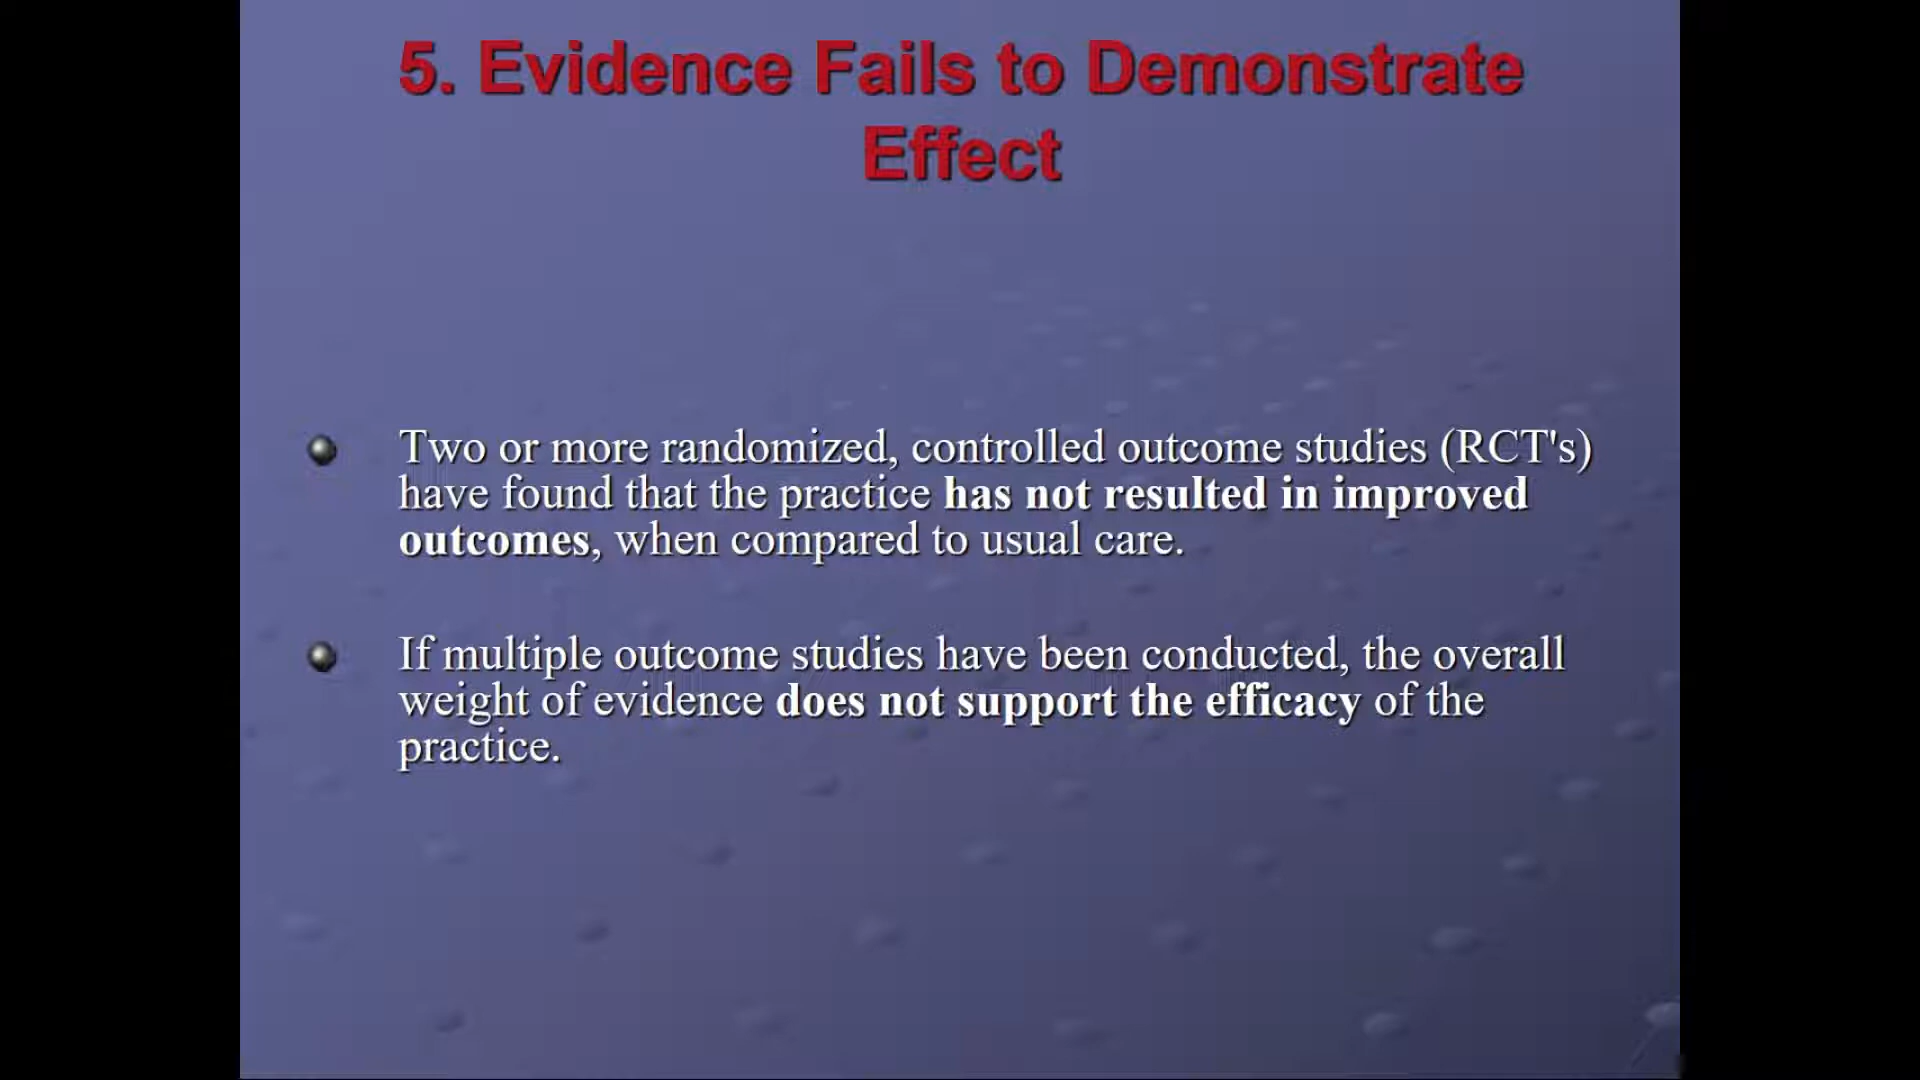 5. Evidence Fails to Demonstrate
Effect
Two or more randomized, controlled outcome studies (RCT's)
have found that the practice has not resulted in improved
outcomes, when compared to usual care.
If multiple outcome studies have been conducted, the overall
weight of evidence does not support the efficacy of the
practice.